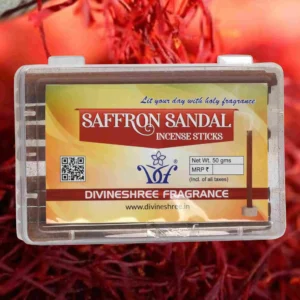 Lit your day with holy fragrance
SAFFRON SANDAL
INCENSE STICKS
Net Wt. 50 gms
MRP ₹
(Incl. of all taxes)
DIVINESHREE FRAGRANCE
www.divineshree.in